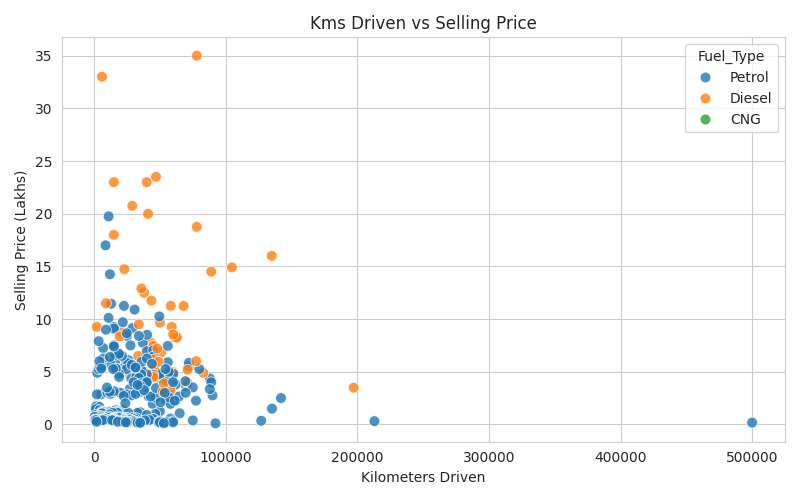 Kms Driven vs Selling Price
Fuel_Type
Petrol
Diesel
CNG
Selling Price (Lakhs)
35
30
25
20
15
10
5
0
0 100000 200000 300000 400000 500000
Kilometers Driven